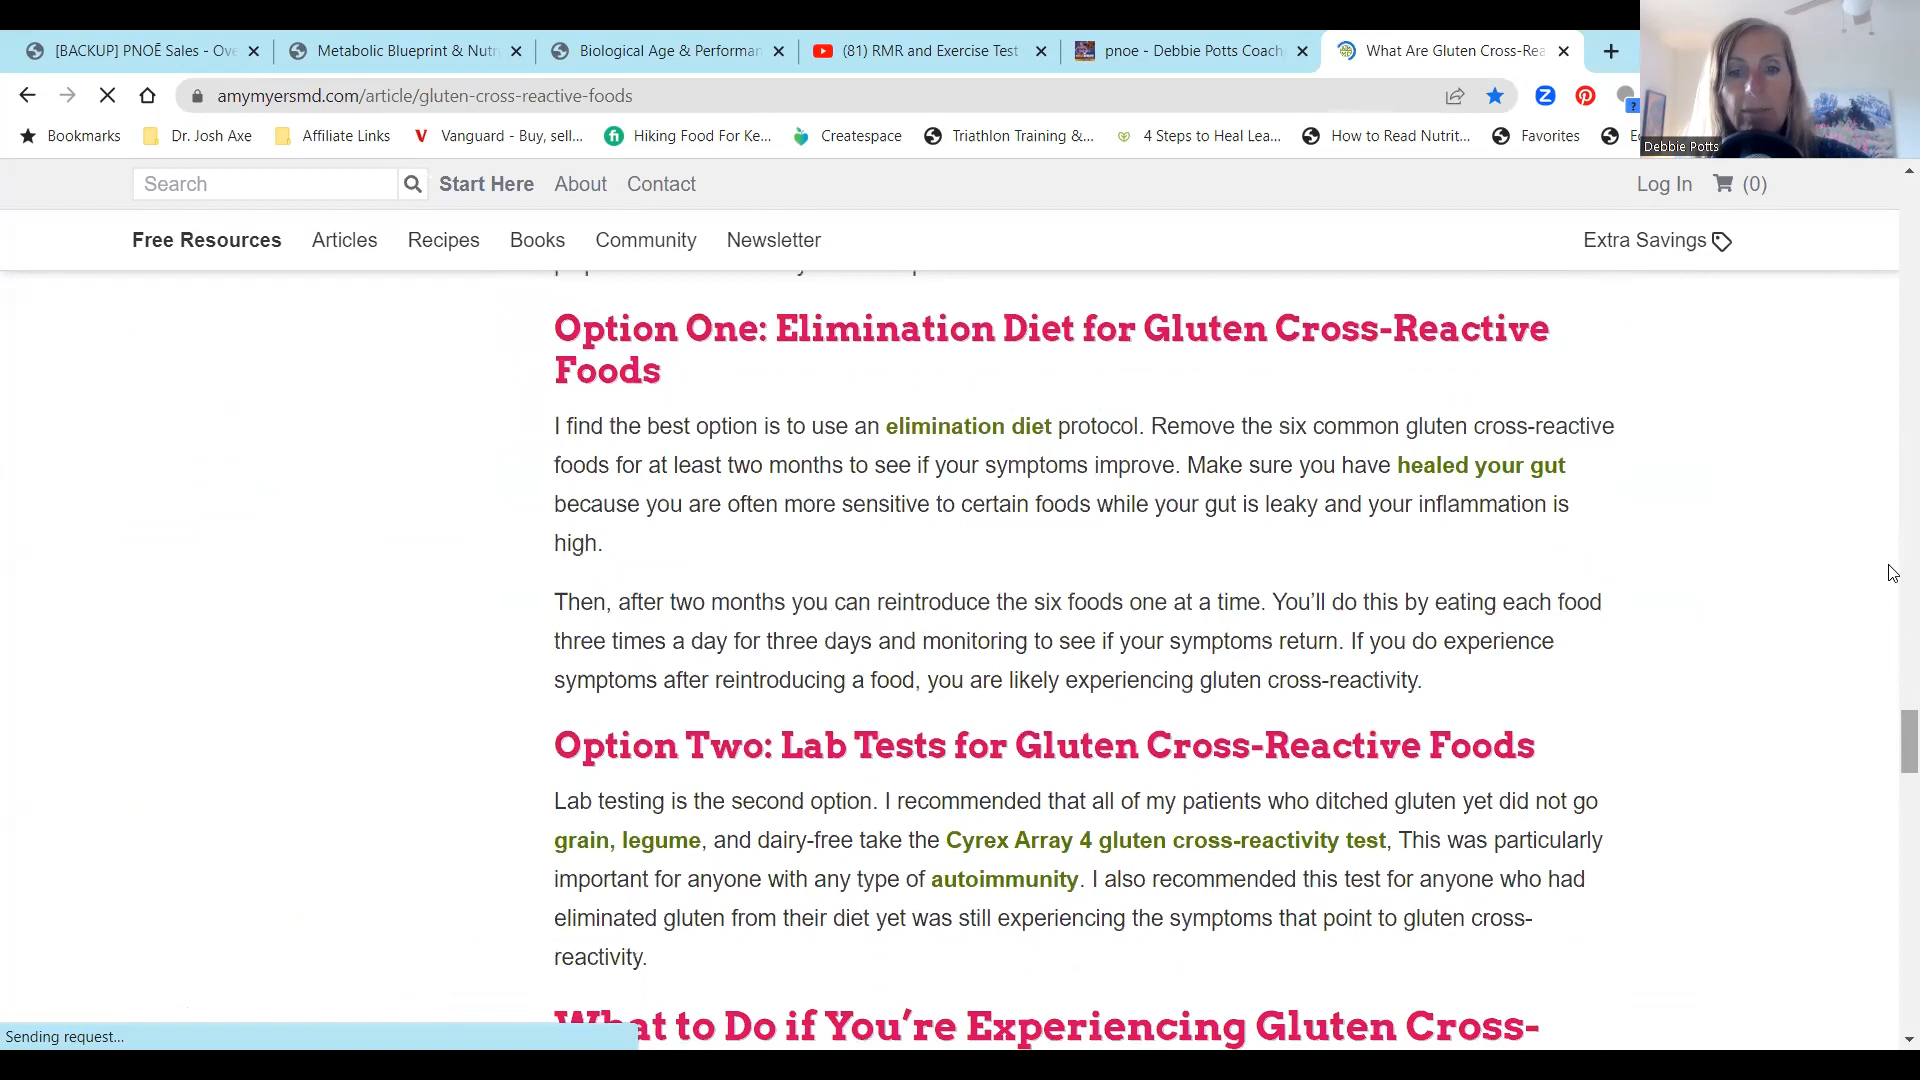 [BACKUP] PNOĒ Sales - Ove
Metabolic Blueprint & Nutr
Biological Age & Performan
(81) RMR and Exercise Test
pnoe - Debbie Potts Coach
What Are Gluten Cross-Rea
amymyersmd.com/article/gluten-cross-reactive-foods
Bookmarks
Dr. Josh Axe
Affiliate Links
Vanguard - Buy, sell...
Hiking Food For Ke...
Createspace
Triathlon Training &...
4 Steps to Heal Lea...
How to Read Nutrit...
Favorites
Debbie Potts
Search
Start Here
About
Contact
Log In
(0)
Free Resources
Articles
Recipes
Books
Community
Newsletter
Extra Savings
Option One: Elimination Diet for Gluten Cross-Reactive
Foods
I find the best option is to use an elimination diet protocol. Remove the six common gluten cross-reactive
foods for at least two months to see if your symptoms improve. Make sure you have healed your gut
because you are often more sensitive to certain foods while your gut is leaky and your inflammation is
high.
Then, after two months you can reintroduce the six foods one at a time. You'll do this by eating each food
three times a day for three days and monitoring to see if your symptoms return. If you do experience
symptoms after reintroducing a food, you are likely experiencing gluten cross-reactivity.
Option Two: Lab Tests for Gluten Cross-Reactive Foods
Lab testing is the second option. I recommended that all of my patients who ditched gluten yet did not go
grain, legume, and dairy-free take the Cyrex Array 4 gluten cross-reactivity test, This was particularly
important for anyone with any type of autoimmunity. I also recommended this test for anyone who had
eliminated gluten from their diet yet was still experiencing the symptoms that point to gluten cross-
reactivity.
What to Do if You're Experiencing Gluten Cross-
Sending request...